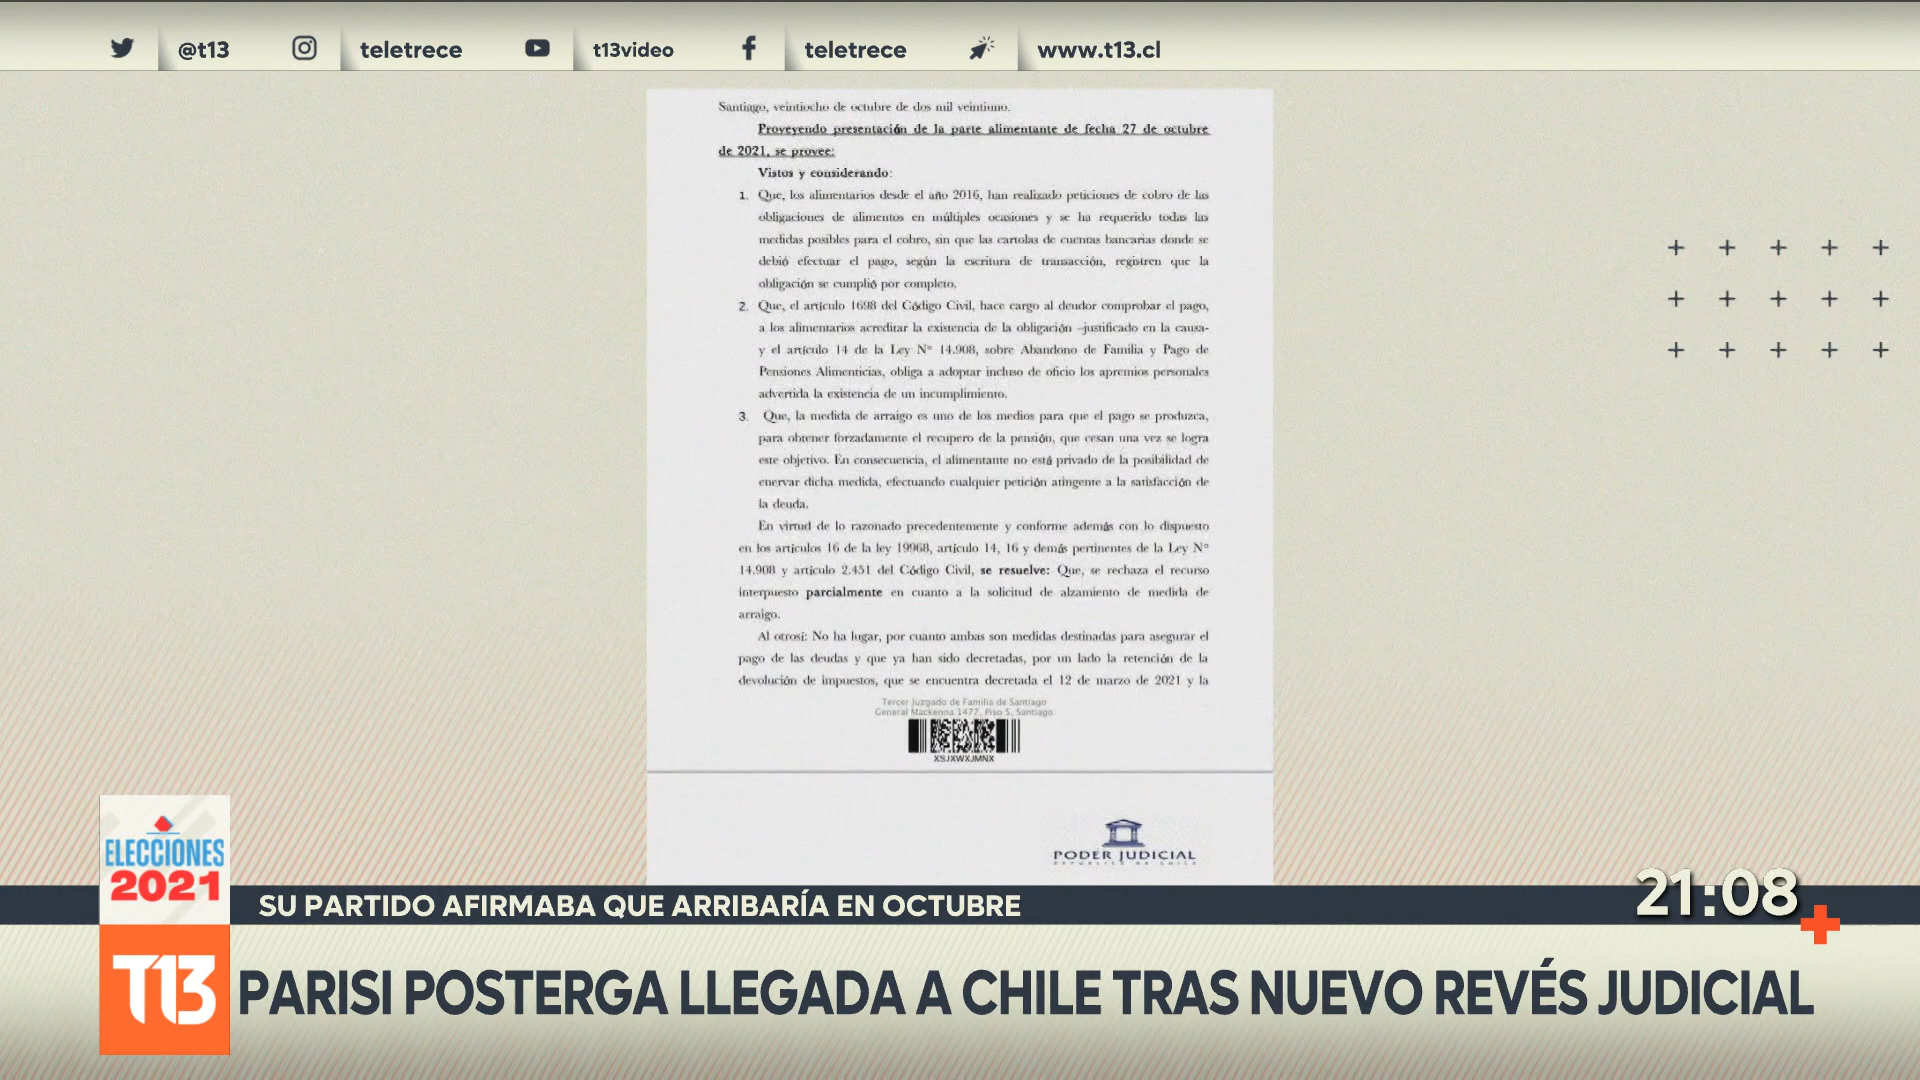 @t13
teletrece
t13video
teletrece
www.t13.cl
Santiago, veintiocho de octubre de dos mil veintiuno.
Proveyendo presentación de la parte alimentante de fecha 27 de octubre
de 2021, se provee:
Vistos y considerando:
1. Que, los alimentarios desde el año 2016, han realizado peticiones de cobro de las
obligaciones de alimentos en múltiples ocasiones y se ha requerido todas las
medidas posibles para el cobro, sin que las cartolas de cuentas bancarias donde se
debió efectuar el pago, según la escritura de transacción, registren que la
obligación se cumplió por completo.
2. Que, el artículo 1698 del Código Civil, hace cargo al deudor comprobar el pago,
a los alimentarios acreditar la existencia de la obligación –justificado en la causa-
y el artículo 14 de la Ley N° 14.908, sobre Abandono de Familia y Pago de
Pensiones Alimenticias, obliga a adoptar incluso de oficio los apremios personales
advertida la existencia de un incumplimiento.
3. Que, la medida de arraigo es uno de los medios para que el pago se produzca,
para obtener forzadamente el recupero de la pensión, que cesan una vez se logra
este objetivo. En consecuencia, el alimentante no está privado de la posibilidad de
enervar dicha medida, efectuando cualquier petición atingente a la satisfacción de
la deuda.
En virtud de lo razonado precedentemente y conforme además con lo dispuesto
en los artículos 16 de la ley 19968, artículo 14, 16 y demás pertinentes de la Ley N°
14.908 y artículo 2.451 del Código Civil, se resuelve: Que, se rechaza el recurso
interpuesto parcialmente en cuanto a la solicitud de alzamiento de medida de
arraigo.
Al otrosí: No ha lugar, por cuanto ambas son medidas destinadas para asegurar el
pago de las deudas y que ya han sido decretadas, por un lado la retención de la
devolución de impuestos, que se encuentra decretada el 12 de marzo de 2021 y la
Tercer Juzgado de Familia de Santiago
General Mackenna 1477, Piso 5, Santiago
XSJXWXJMNX
PODER JUDICIAL
REPUBLICA DE CHILE
ELECCIONES
2021
SU PARTIDO AFIRMABA QUE ARRIBARÍA EN OCTUBRE
21:08
T13
PARISI POSTERGA LLEGADA A CHILE TRAS NUEVO REVÉS JUDICIAL